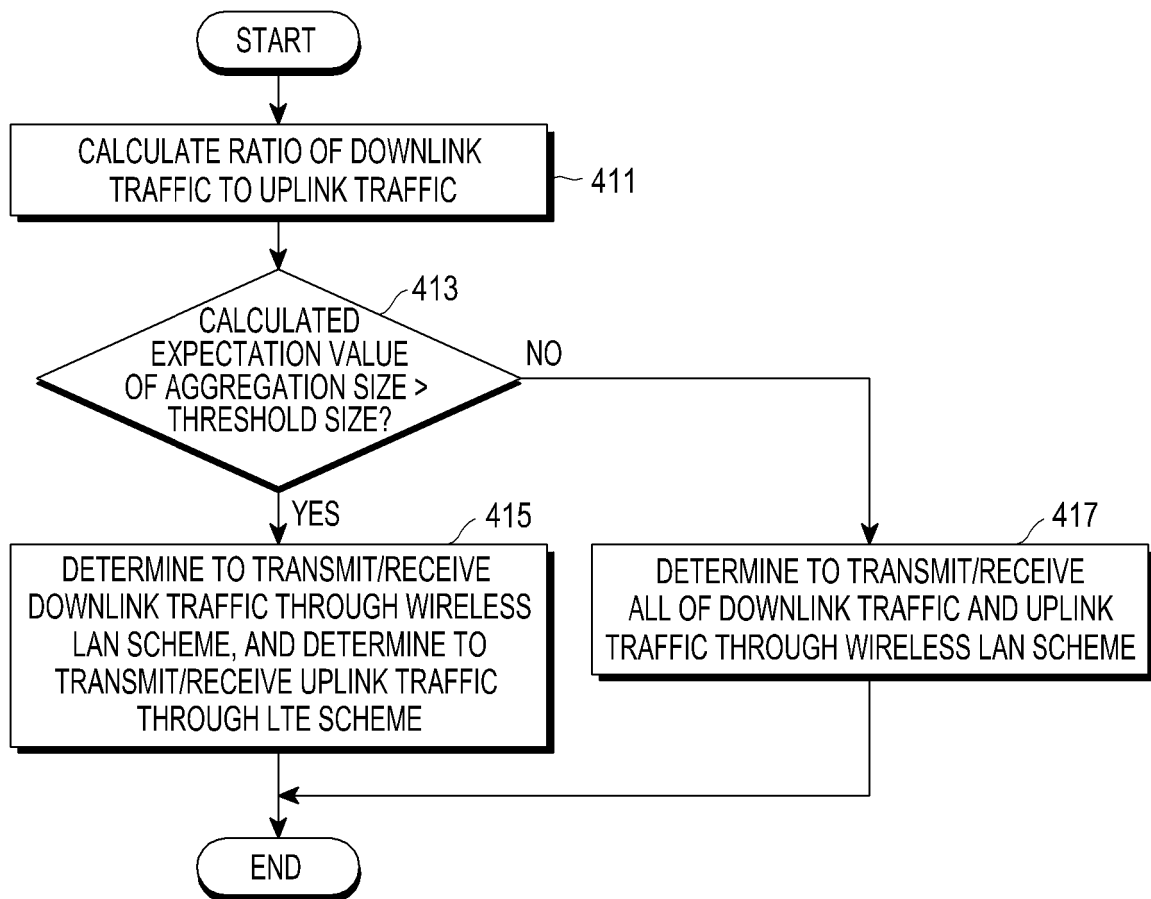 START
CALCULATE RATIO OF DOWNLINK
TRAFFIC TO UPLINK TRAFFIC
411
413
CALCULATED
EXPECTATION VALUE
OF AGGREGATION SIZE >
THRESHOLD SIZE?
NO
YES
415
DETERMINE TO TRANSMIT/RECEIVE
DOWNLINK TRAFFIC THROUGH WIRELESS
LAN SCHEME, AND DETERMINE TO
TRANSMIT/RECEIVE UPLINK TRAFFIC
THROUGH LTE SCHEME
417
DETERMINE TO TRANSMIT/RECEIVE
ALL OF DOWNLINK TRAFFIC AND UPLINK
TRAFFIC THROUGH WIRELESS LAN SCHEME
END